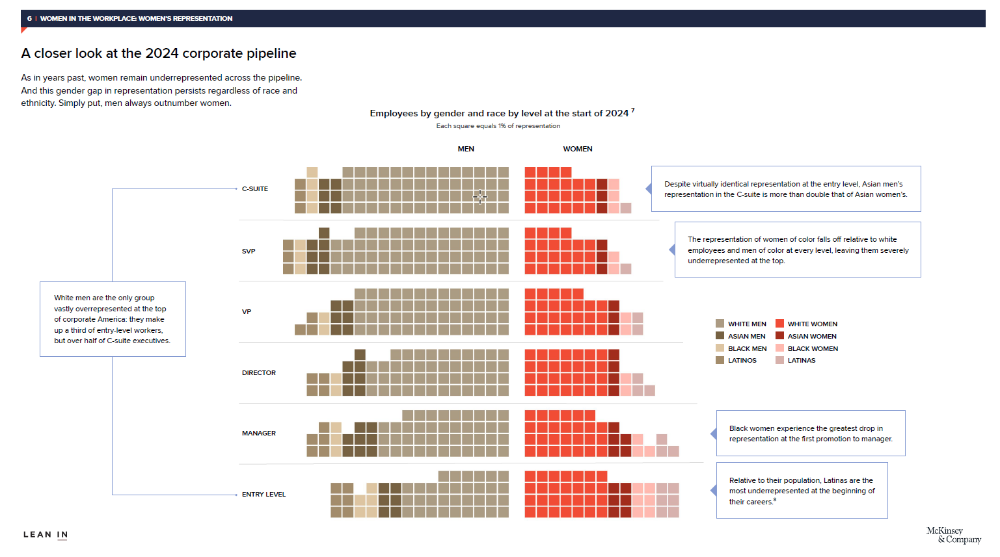 6 | WOMEN IN THE WORKPLACE: WOMEN'S REPRESENTATION
A closer look at the 2024 corporate pipeline
As in years past, women remain underrepresented across the pipeline.
And this gender gap in representation persists regardless of race and
ethnicity. Simply put, men always outnumber women.
Employees by gender and race by level at the start of 2024 7
Each square equals 1% of representation
MEN
WOMEN
C-SUITE
Despite virtually identical representation at the entry level, Asian men's
representation in the C-suite is more than double that of Asian women's.
SVP
The representation of women of color falls off relative to white
employees and men of color at every level, leaving them severely
underrepresented at the top.
White men are the only group
vastly overrepresented at the top
of corporate America: they make
up a third of entry-level workers,
but over half of C-suite executives.
VP
WHITE MEN
WHITE WOMEN
ASIAN MEN
ASIAN WOMEN
BLACK MEN
BLACK WOMEN
LATINOS
LATINAS
DIRECTOR
MANAGER
Black women experience the greatest drop in
representation at the first promotion to manager.
ENTRY LEVEL
Relative to their population, Latinas are the
most underrepresented at the beginning of
their careers.8
LEAN IN
McKinsey
& Company